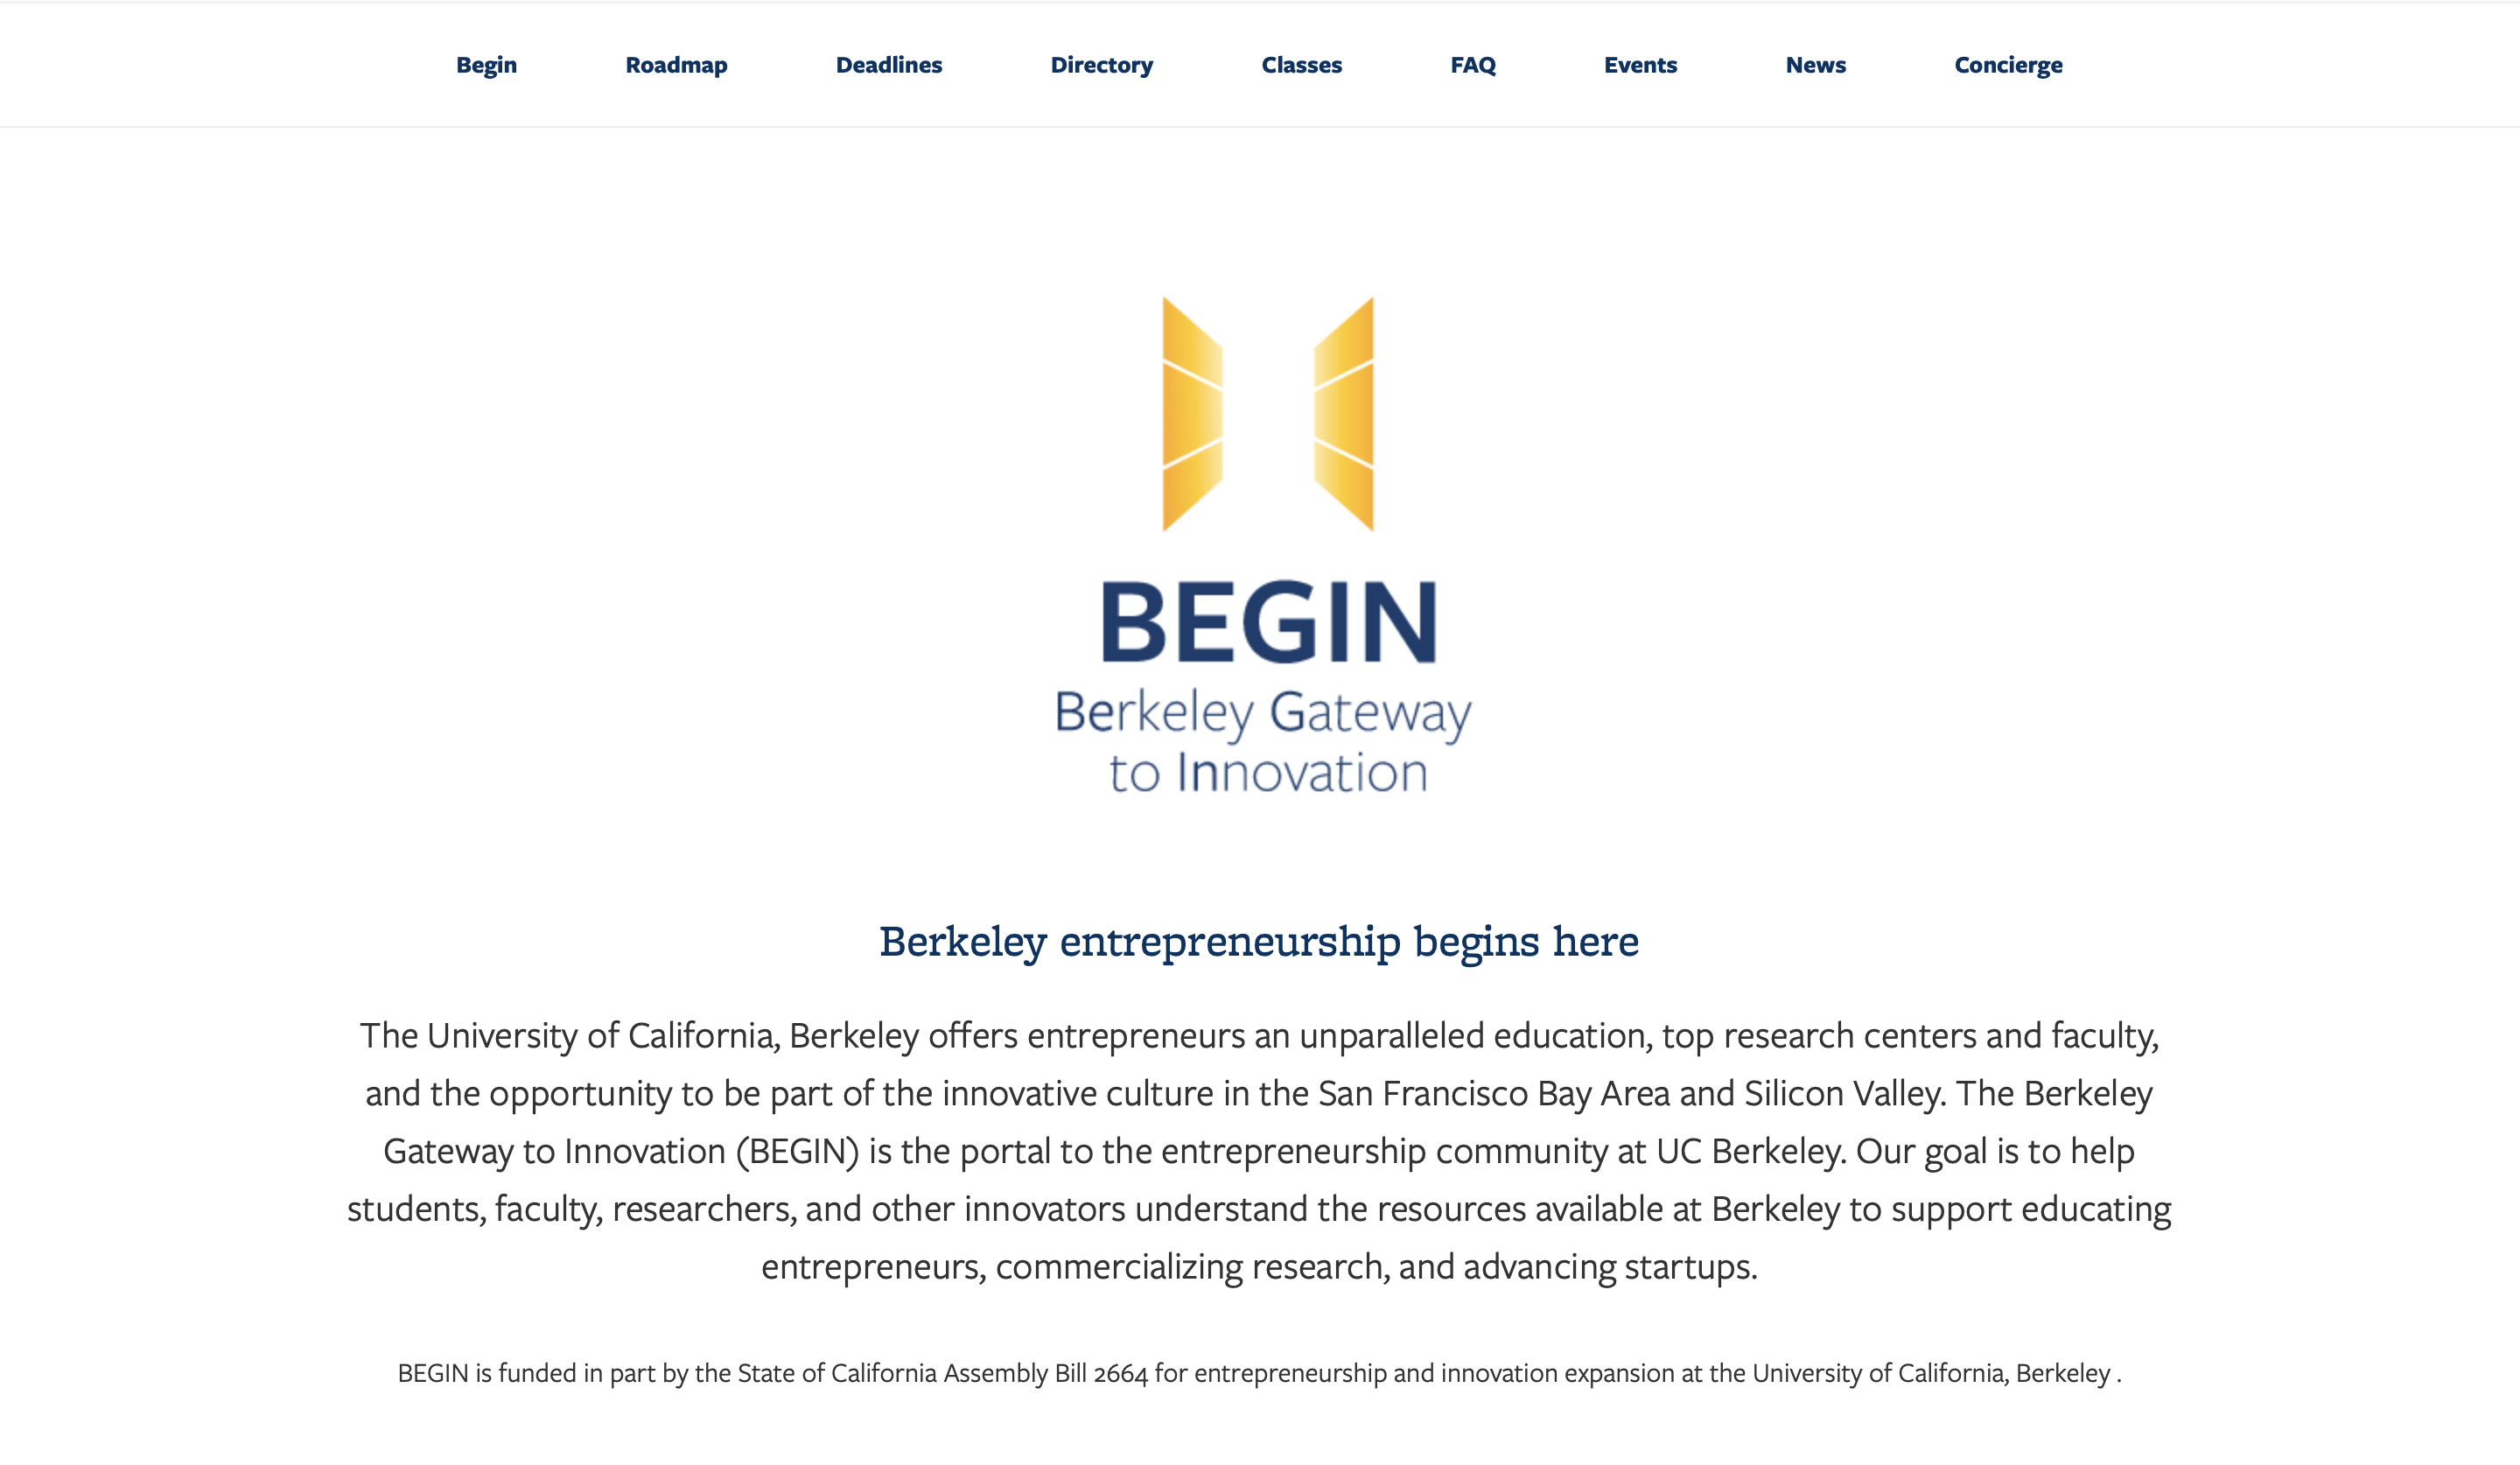 Begin Roadmap Deadlines Directory Classes FAQ Events News Concierge
BEGIN
Berkeley Gateway
to Innovation
Berkeley entrepreneurship begins here
The University of California, Berkeley offers entrepreneurs an unparalleled education, top research centers and faculty,
and the opportunity to be part of the innovative culture in the San Francisco Bay Area and Silicon Valley. The Berkeley
Gateway to Innovation (BEGIN) is the portal to the entrepreneurship community at UC Berkeley. Our goal is to help
students, faculty, researchers, and other innovators understand the resources available at Berkeley to support educating
entrepreneurs, commercializing research, and advancing startups.
BEGIN is funded in part by the State of California Assembly Bill 2664 for entrepreneurship and innovation expansion at the University of California, Berkeley .